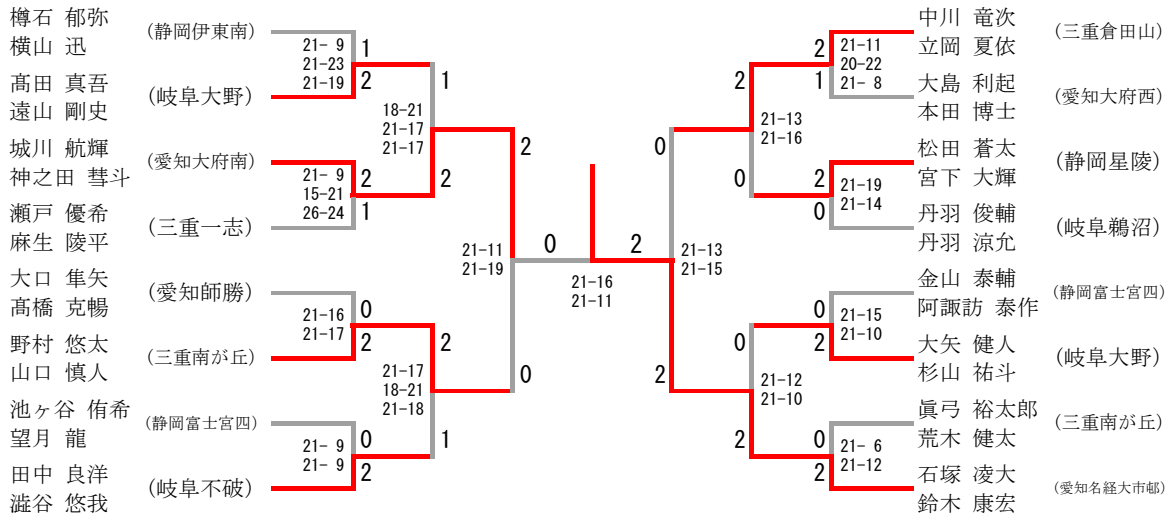 樽石 郁弥
横山 迅
(静岡伊東南)
髙田 真吾
遠山 剛史
(岐阜大野)
城川 航輝
神之田 彗斗
(愛知大府南)
瀬戸 優希
麻生 陵平
(三重一志)
大口 隼矢
髙橋 克暢
(愛知師勝)
野村 悠太
山口 慎人
(三重南が丘)
池ヶ谷 侑希
望月 龍
(静岡富士宮四)
田中 良洋
澁谷 悠我
(岐阜不破)
21- 9
21-23
21-19
1
2
21- 9
15-21
26-24
2
1
21-16
21-17
0
2
21- 9
21- 9
0
2
18-21
21-17
21-17
1
2
21-17
18-21
21-18
2
1
21-11
21-19
2
0
0
2
21-16
21-11
0
2
21-13
21-15
2
0
21-13
21-16
0
2
21-12
21-10
2
1
21-11
20-22
21- 8
2
0
21-19
21-14
0
2
21-15
21-10
0
2
21- 6
21-12
中川 竜次
立岡 夏依
(三重倉田山)
大島 利起
本田 博士
(愛知大府西)
松田 蒼太
宮下 大輝
(静岡星陵)
丹羽 俊輔
丹羽 涼允
(岐阜鵜沼)
金山 泰輔
阿諏訪 泰作
(静岡富士宮四)
大矢 健人
杉山 祐斗
(岐阜大野)
眞弓 裕太郎
荒木 健太
(三重南が丘)
石塚 凌大
鈴木 康宏
(愛知名経大市邨)